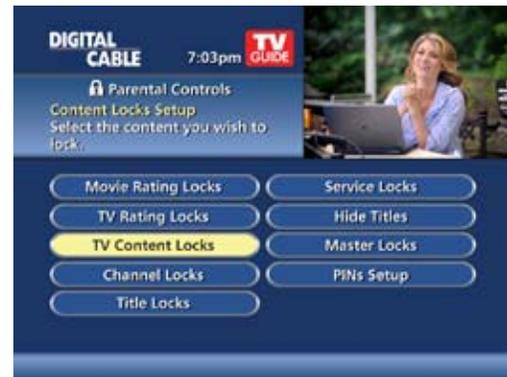 DIGITAL
CABLE
7:03pm
TV
GUIDE
Parental Controls
Content Locks Setup
Select the content you wish to
lock.
Movie Rating Locks
Service Locks
TV Rating Locks
Hide Titles
TV Content Locks
Master Locks
Channel Locks
PINs Setup
Title Locks